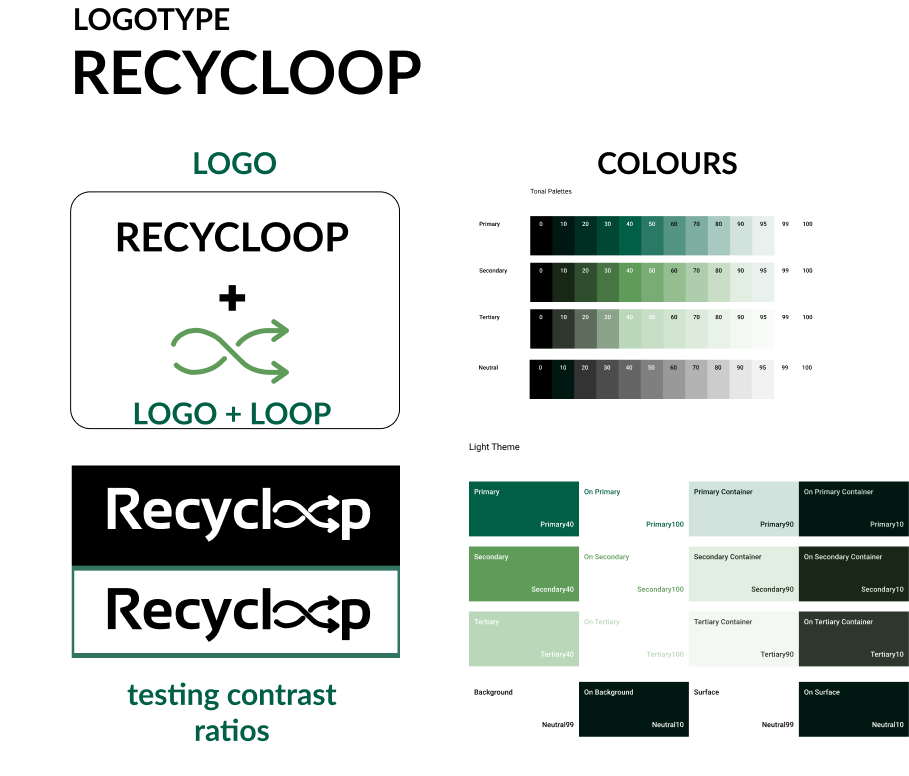 LOGOTYPE
RECYCLOOP
LOGO
RECYCLOOP
+
LOGO + LOOP
Recycloop
Recycloop
testing contrast
ratios
COLOURS
Tonal Palettes
Primary 0 10 20 30 40 50 60 70 80 90 95 99 100
Secondary 0 10 20 30 40 50 60 70 80 90 95 99 100
Tertiary 0 10 20 20 40 50 60 70 80 90 95 99 100
Neutral 0 10 20 30 40 50 60 70 80 90 95 99 100
Light Theme
Primary On Primary Primary Container On Primary Container
Primary40 Primary100 Primary90 Primary10
Secondary On Secondary Secondary Container On Secondary Container
Secondary40 Secondary100 Secondary90 Secondary10
Tertiary On Tertiary Tertiary Container On Tertiary Container
Tertiary40 Tertiary100 Tertiary90 Tertiary10
Background On Background Surface On Surface
Neutral99 Neutral10 Neutral99 Neutral10